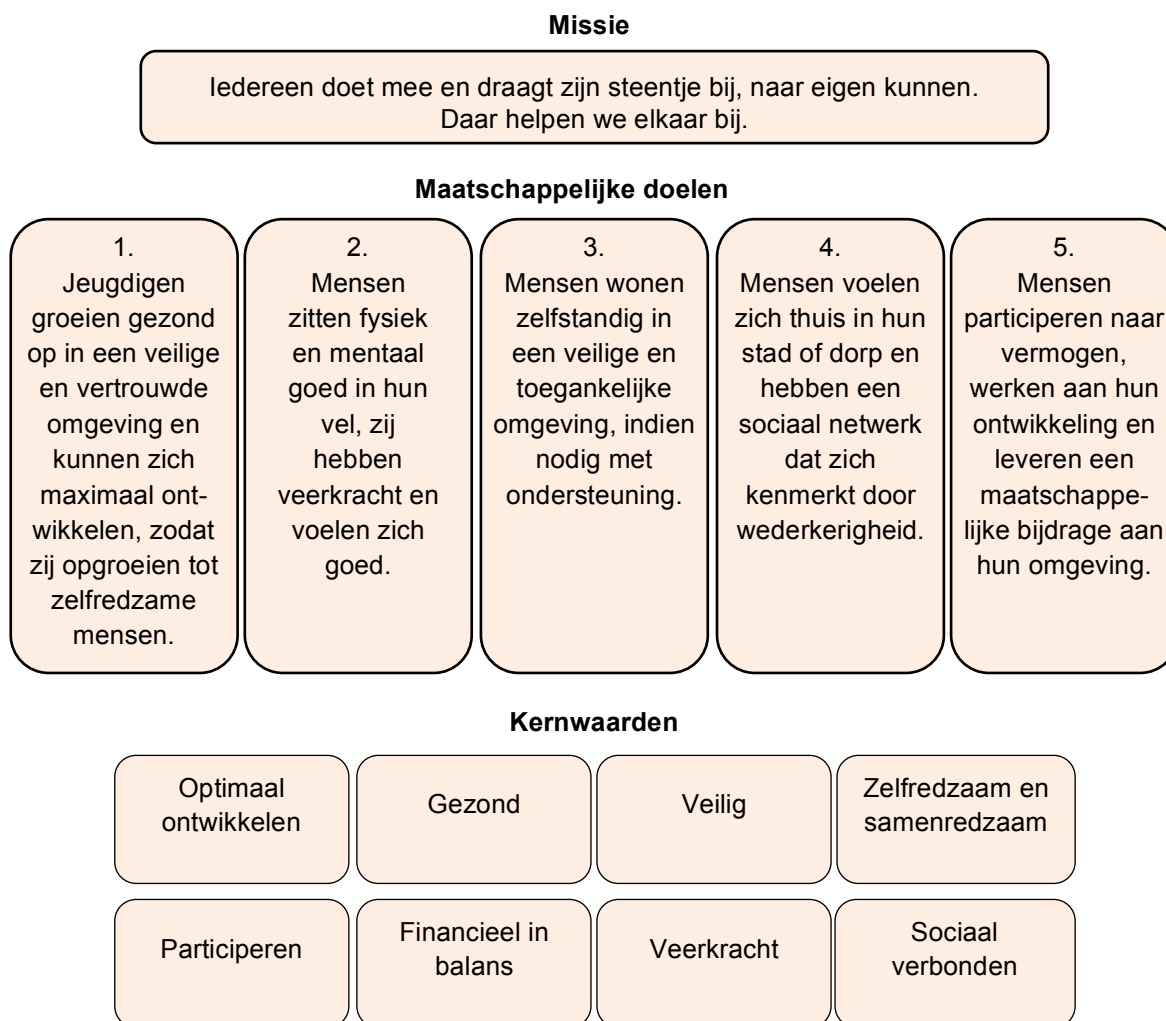 Missie
Iedereen doet mee en draagt zijn steentje bij, naar eigen kunnen.
Daar helpen we elkaar bij.
Maatschappelijke doelen
1.
Jeugdigen
groeien gezond
op in een veilige
en vertrouwde
omgeving en
kunnen zich
maximaal ont-
wikkelen, zodat
zij opgroeien tot
zelfredzame
mensen.
2.
Mensen
zitten fysiek
en mentaal
goed in hun
vel, zij
hebben
veerkracht en
voelen zich
goed.
3.
Mensen wonen
zelfstandig in
een veilige en
toegankelijke
omgeving, indien
nodig met
ondersteuning.
4.
Mensen voelen
zich thuis in hun
stad of dorp en
hebben een
sociaal netwerk
dat zich
kenmerkt door
wederkerigheid.
5.
Mensen
participeren naar
vermogen,
werken aan hun
ontwikkeling en
leveren een
maatschappe-
lijke bijdrage aan
hun omgeving.
Kernwaarden
Optimaal
ontwikkelen
Gezond
Veilig
Zelfredzaam en
samenredzaam
Participeren
Financieel in
balans
Veerkracht
Sociaal
verbonden